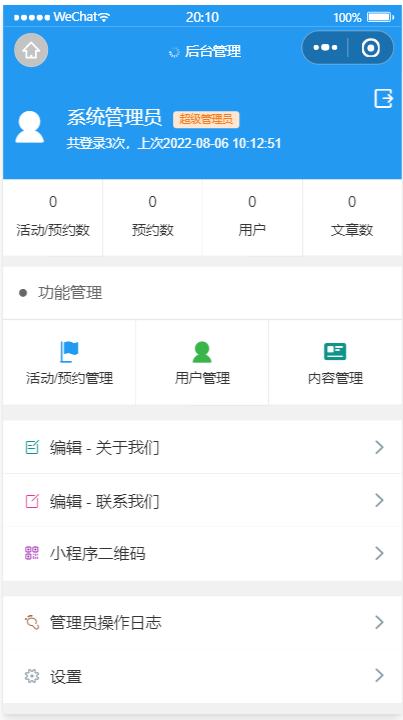 WeChat 20:10 100%
后台管理
系统管理员 超级管理员
共登录3次，上次2022-08-06 10:12:51
0 0 0 0
活动/预约数 预约数 用户 文章数
功能管理
活动/预约管理 用户管理 内容管理
编辑 - 关于我们
编辑 - 联系我们
小程序二维码
管理员操作日志
设置